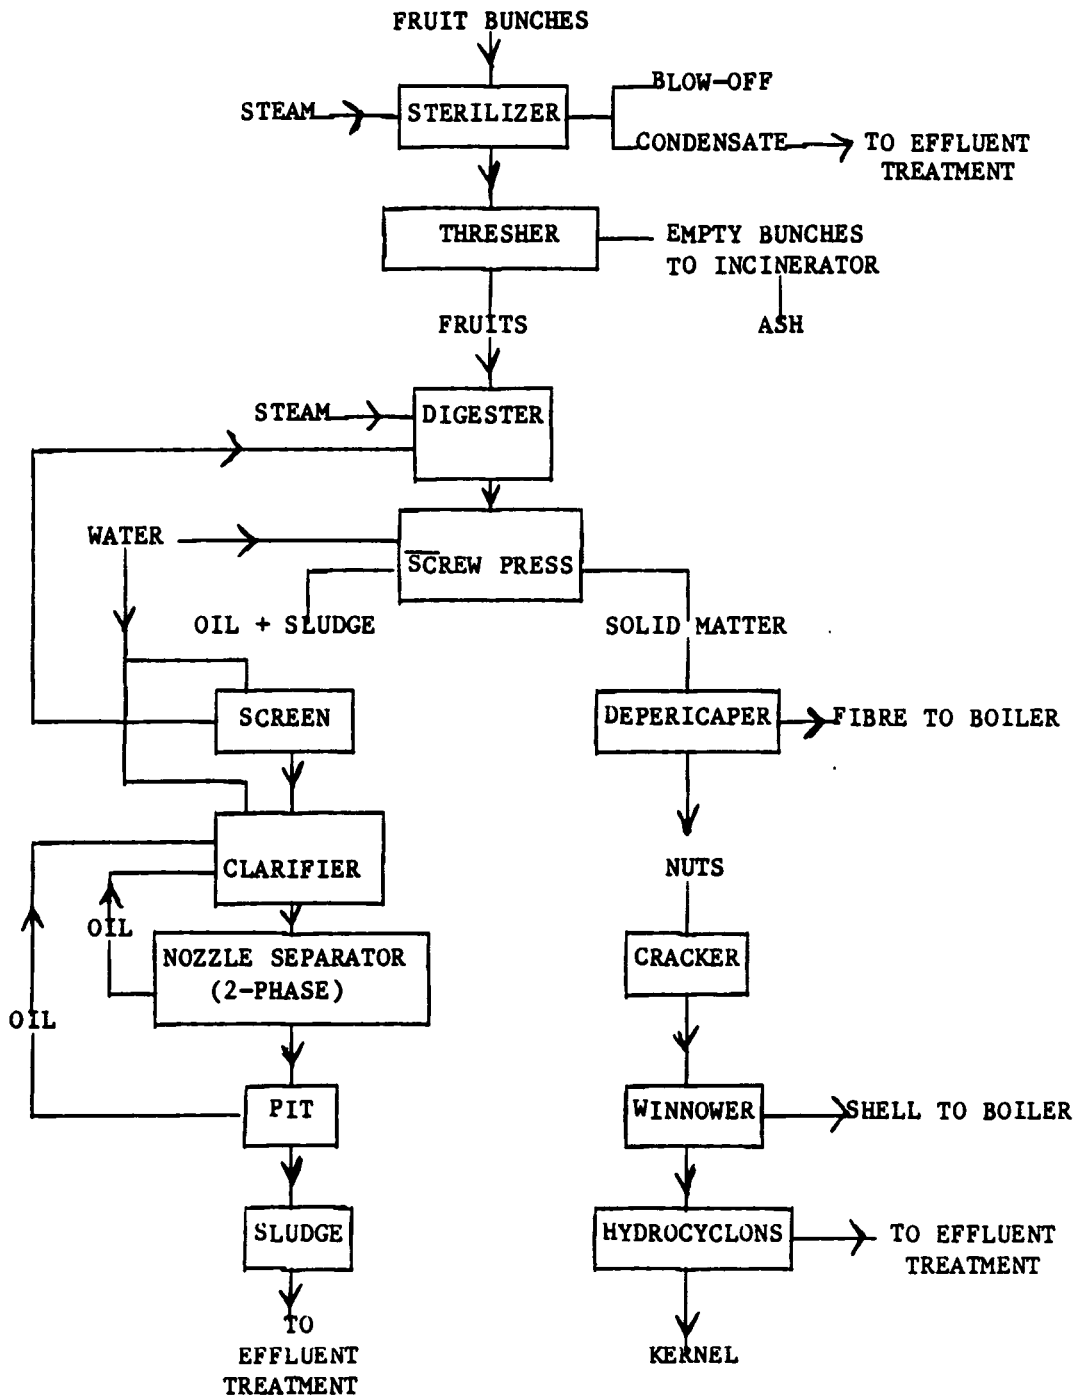 FRUIT BUNCHES
BLOW-OFF
STEAM
STERILIZER
CONDENSATE
TO EFFLUENT
TREATMENT
THRESHER
EMPTY BUNCHES
TO INCINERATOR
FRUITS
ASH
STEAM
DIGESTER
WATER
SCREW PRESS
OIL + SLUDGE
SOLID MATTER
SCREEN
DEPERICAPER
FIBRE TO BOILER
CLARIFIER
NUTS
OIL
NOZZLE SEPARATOR
(2-PHASE)
CRACKER
OIL
PIT
WINNOWER
SHELL TO BOILER
SLUDGE
HYDROCYCLONS
TO EFFLUENT
TREATMENT
TO
EFFLUENT
TREATMENT
KERNEL